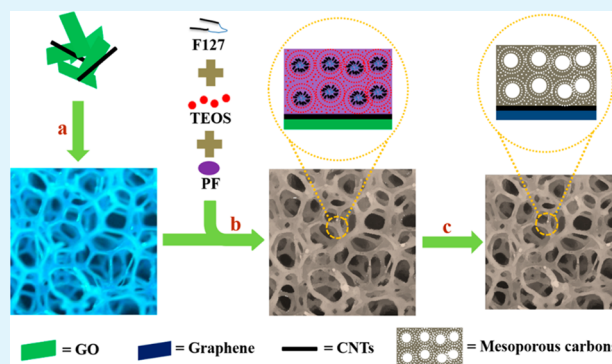 F127
TEOS
PF
a
b
c
= GO
= Graphene
= CNTs
= Mesoporous carbon